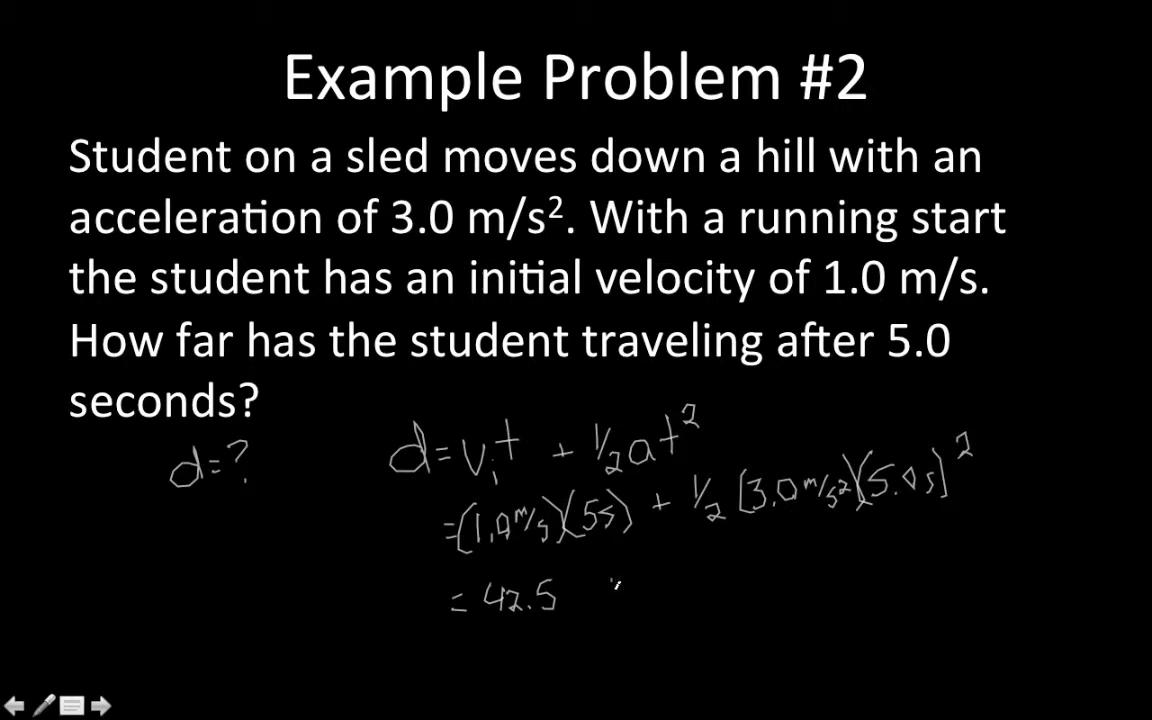 Example Problem #2
Student on a sled moves down a hill with an
acceleration of 3.0 m/s². With a running start
the student has an initial velocity of 1.0 m/s.
How far has the student traveling after 5.0
seconds?
d=? d=vᵢt + 1/2at²
=(1.0m/s)(5s) + 1/2(3.0m/s²)(5.0s)²
= 42.5